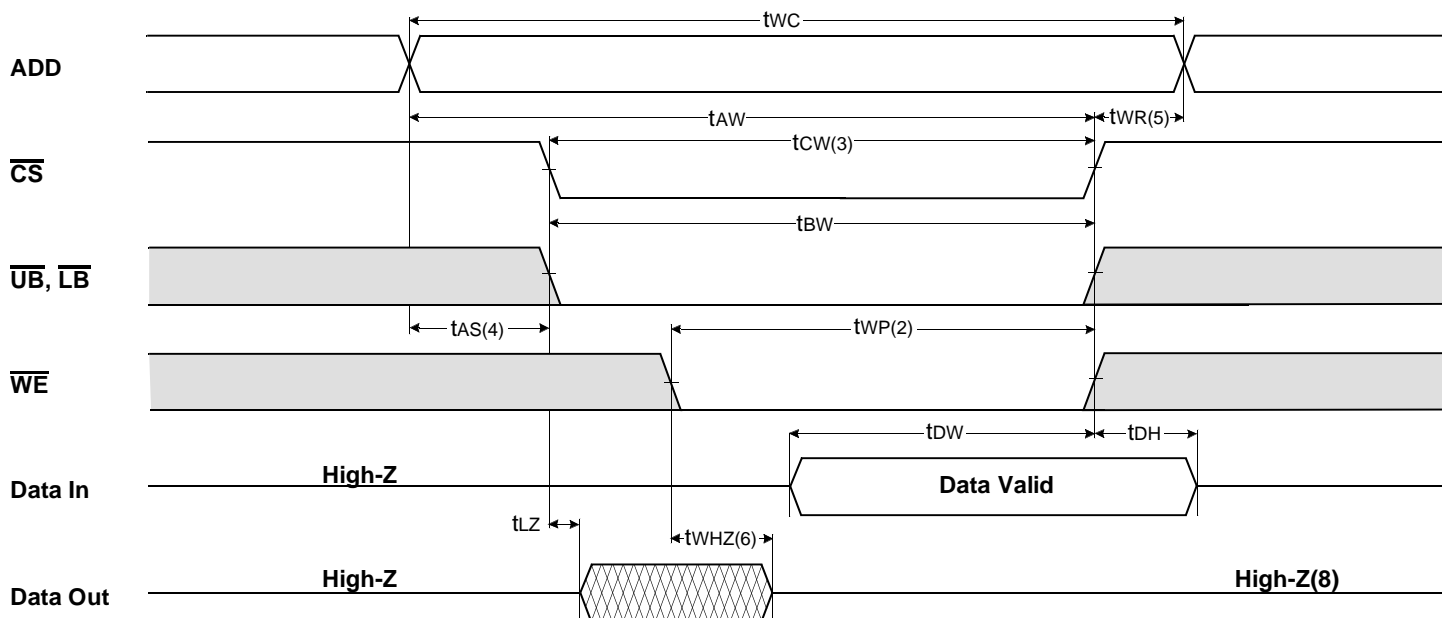 tWC
ADD
tAW
tWR(5)
tCW(3)
CS
tBW
UB, LB
tAS(4)
tWP(2)
WE
tDW
tDH
High-Z
Data Valid
Data In
tLZ
tWHZ(6)
High-Z
High-Z(8)
Data Out